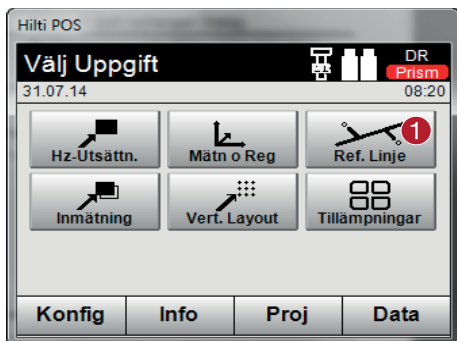 Hilti POS
Välj Uppgift
DR
Prism
31.07.14
08:20
Hz-Utsättn.
Mätn o Reg
Ref. Linje
1
Inmätning
Vert. Layout
Tillämpningar
Konfig
Info
Proj
Data